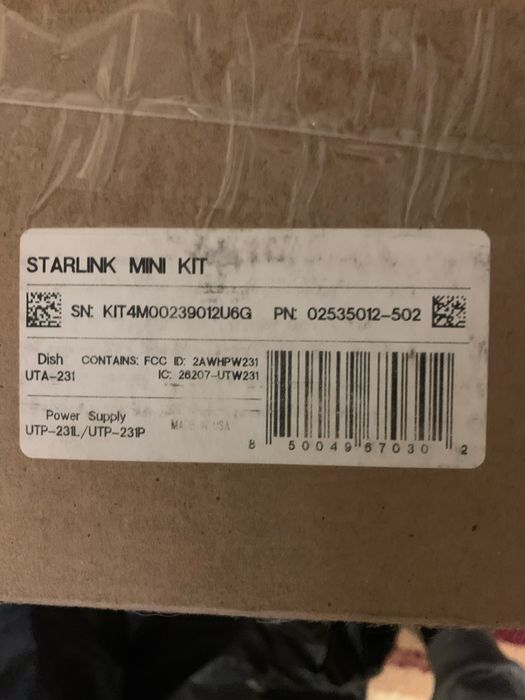 STARLINK MINI KIT
SN: KIT4M00239012U6G PN: 02535012-502
Dish CONTAINS: FCC ID: 2AWHPW231
UTA-231 IC: 26207-UTW231
Power Supply
UTP-231L/UTP-231P MADE IN USA
8 50049 67030 2